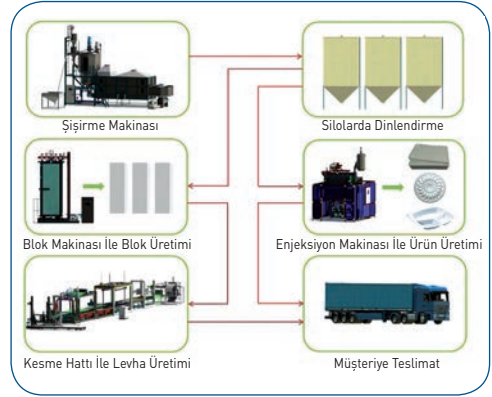 Şişirme Makinası
Silolarda Dinlendirme
Blok Makinası İle Blok Üretimi
Enjeksiyon Makinası İle Ürün Üretimi
Kesme Hattı İle Levha Üretimi
Müşteriye Teslimat